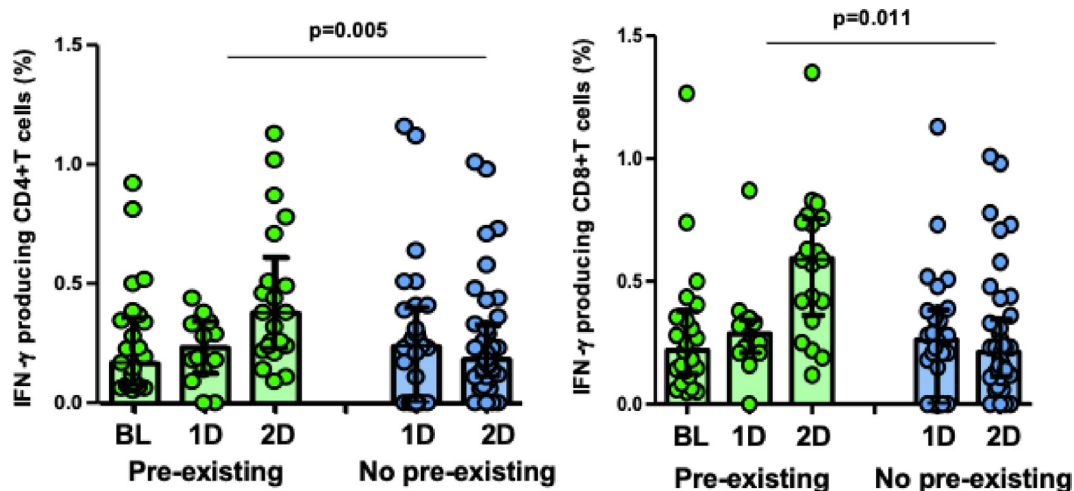 p=0.005
IFN-γ producing CD4+T cells (%)
1.5
1.0
0.5
0.0
BL 1D 2D 1D 2D
Pre-existing No pre-existing
p=0.011
IFN-γ producing CD8+T cells (%)
1.5
1.0
0.5
0.0
BL 1D 2D 1D 2D
Pre-existing No pre-existing